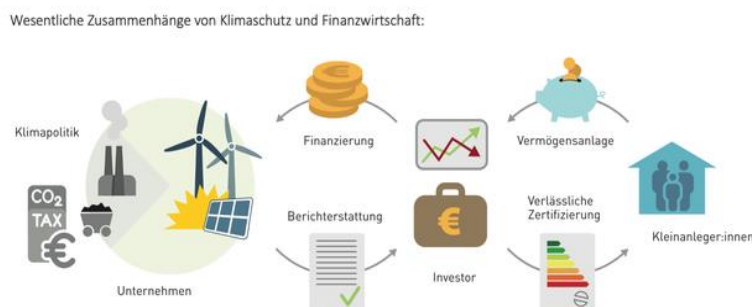 Wesentliche Zusammenhänge von Klimaschutz und Finanzwirtschaft:
Klimapolitik
CO2
TAX
€
Unternehmen
€
Finanzierung
Berichterstattung
€
Investor
Vermögensanlage
Verlässliche
Zertifizierung
Kleinanleger:innen